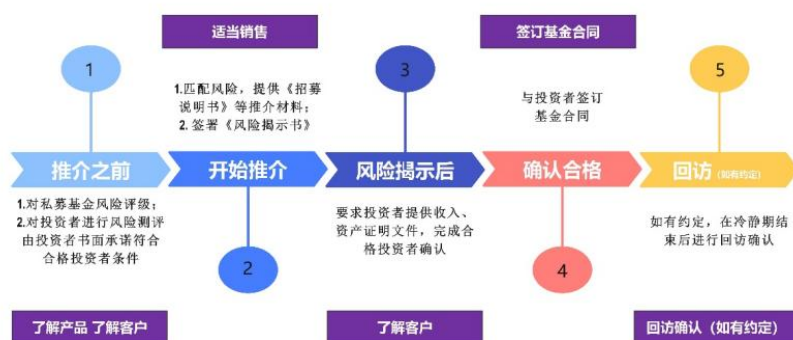 适当销售
签订基金合同
1
1.匹配风险，提供《招募
说明书》等推介材料；
2. 签署《风险揭示书》
3
与投资者签订
基金合同
5
推介之前
开始推介
风险揭示后
确认合格
回访（如有约定）
1.对私募基金风险评级；
2.对投资者进行风险测评
由投资者书面承诺符合
合格投资者条件
2
要求投资者提供收入、
资产证明文件，完成合
格投资者确认
4
如有约定，在冷静期结
束后进行回访确认
了解产品 了解客户
了解客户
回访确认（如有约定）